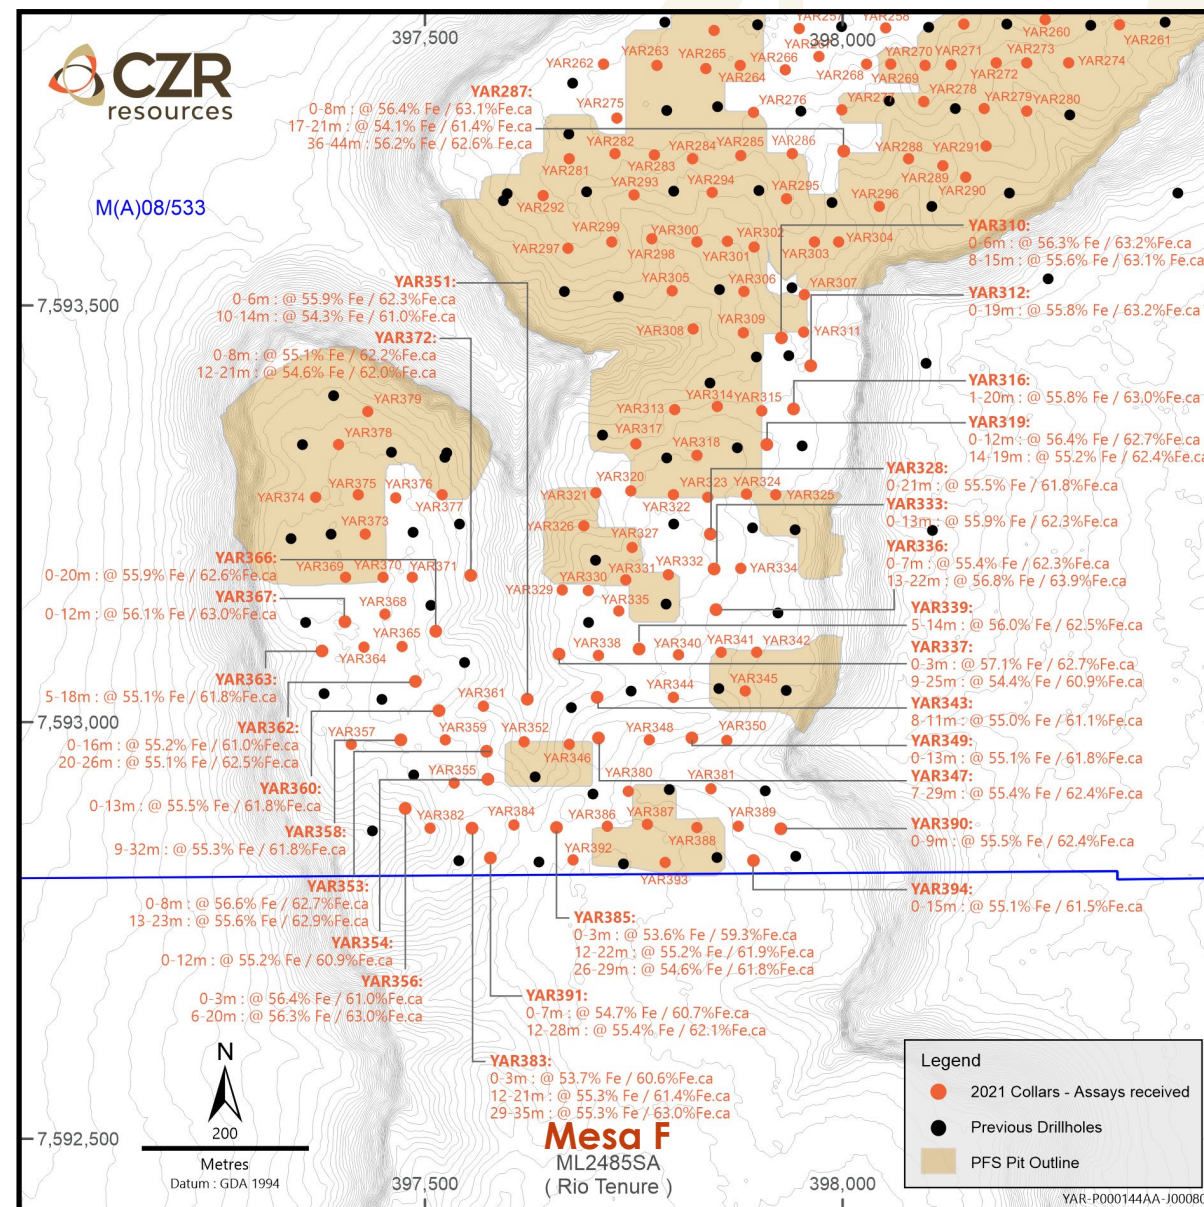 397,500
398,000
CZR
resources
YAR257
YAR258
YAR260
YAR261
YAR262
YAR263
YAR265
YAR264
YAR266
YAR268
YAR270
YAR269
YAR271
YAR272
YAR273
YAR274
YAR287:
0-8m: @ 56.4% Fe / 63.1%Fe.ca
17-21m : @ 54.1% Fe / 61.4% Fe.ca
36-44m : 56.2% Fe / 62.6% Fe.ca
YAR275
YAR276
YAR277
YAR278
YAR279
YAR280
M(A)08/533
YAR281
YAR282
YAR283
YAR284
YAR285
YAR286
YAR288
YAR289
YAR291
YAR290
YAR292
YAR293
YAR294
YAR295
YAR296
YAR297
YAR299
YAR298
YAR300
YAR301
YAR302
YAR303
YAR304
YAR310:
0-6m : @ 56.3% Fe / 63.2%Fe.ca
8-15m : @ 55.6% Fe / 63.1% Fe.ca
YAR351:
0-6m : @ 55.9% Fe / 62.3%Fe.ca
10-14m : @ 54.3% Fe / 61.0%Fe.ca
YAR305
YAR306
YAR307
YAR312:
0-19m : @ 55.8% Fe / 63.2%Fe.ca
7,593,500
YAR308
YAR309
YAR311
YAR372:
0-8m : @ 55.1% Fe / 62.2%Fe.ca
12-21m : @ 54.6% Fe / 62.0%Fe.ca
YAR316:
1-20m : @ 55.8% Fe / 63.0%Fe.ca
YAR379
YAR313
YAR314
YAR315
YAR319:
0-12m : @ 56.4% Fe / 62.7%Fe.ca
14-19m : @ 55.2% Fe / 62.4%Fe.ca
YAR378
YAR317
YAR318
YAR328:
0-21m : @ 55.5% Fe / 61.8%Fe.ca
YAR374
YAR375
YAR376
YAR377
YAR321
YAR320
YAR322
YAR323
YAR324
YAR325
YAR333:
0-13m : @ 55.9% Fe / 62.3%Fe.ca
YAR373
YAR326
YAR327
YAR336:
0-7m : @ 55.4% Fe / 62.3%Fe.ca
13-22m : @ 56.8% Fe / 63.9%Fe.ca
YAR366:
0-20m : @ 55.9% Fe / 62.6%Fe.ca
YAR369
YAR370
YAR371
YAR329
YAR330
YAR331
YAR332
YAR334
YAR367:
0-12m : @ 56.1% Fe / 63.0%Fe.ca
YAR368
YAR335
YAR339:
5-14m : @ 56.0% Fe / 62.5%Fe.ca
YAR364
YAR365
YAR338
YAR340
YAR341
YAR342
YAR337:
0-3m : @ 57.1% Fe / 62.7%Fe.ca
9-25m : @ 54.4% Fe / 60.9%Fe.ca
YAR363:
5-18m : @ 55.1% Fe / 61.8%Fe.ca
YAR361
YAR344
YAR345
YAR343:
8-11m : @ 55.0% Fe / 61.1%Fe.ca
7,593,000
YAR362:
0-16m : @ 55.2% Fe / 61.0%Fe.ca
20-26m : @ 55.1% Fe / 62.5%Fe.ca
YAR357
YAR359
YAR352
YAR346
YAR348
YAR350
YAR349:
0-13m : @ 55.1% Fe / 61.8%Fe.ca
YAR347:
7-29m : @ 55.4% Fe / 62.4%Fe.ca
YAR360:
0-13m : @ 55.5% Fe / 61.8%Fe.ca
YAR355
YAR380
YAR381
YAR358:
9-32m : @ 55.3% Fe / 61.8%Fe.ca
YAR382
YAR384
YAR386
YAR387
YAR388
YAR389
YAR390:
0-9m : @ 55.5% Fe / 62.4%Fe.ca
YAR392
YAR393
YAR353:
0-8m : @ 56.6% Fe / 62.7%Fe.ca
13-23m : @ 55.6% Fe / 62.9%Fe.ca
YAR394:
0-15m : @ 55.1% Fe / 61.5%Fe.ca
YAR354:
0-12m : @ 55.2% Fe / 60.9%Fe.ca
YAR385:
0-3m : @ 53.6% Fe / 59.3%Fe.ca
12-22m : @ 55.2% Fe / 61.9%Fe.ca
26-29m : @ 54.6% Fe / 61.8%Fe.ca
YAR356:
0-3m : @ 56.4% Fe / 61.0%Fe.ca
6-20m : @ 56.3% Fe / 63.0%Fe.ca
YAR391:
0-7m : @ 54.7% Fe / 60.7%Fe.ca
12-28m : @ 55.4% Fe / 62.1%Fe.ca
YAR383:
0-3m : @ 53.7% Fe / 60.6%Fe.ca
12-21m : @ 55.3% Fe / 61.4%Fe.ca
29-35m : @ 55.3% Fe / 63.0%Fe.ca
N
200
Metres
Datum : GDA 1994
7,592,500
Mesa F
ML2485SA
( Rio Tenure )
Legend
2021 Collars - Assays received
Previous Drillholes
PFS Pit Outline
397,500
398,000
YAR-P000144AA-J00080